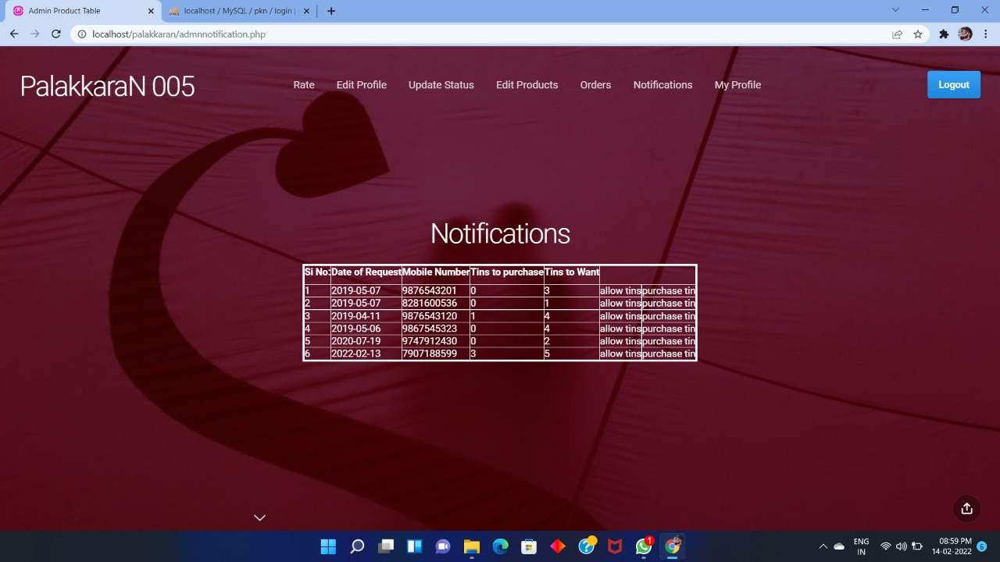 Admin Product Table
localhost / MySQL / pkn / login
localhost/palakkaran/admnnotification.php
PalakkaraN 005
Rate Edit Profile Update Status Edit Products Orders Notifications My Profile Logout
Notifications
Si No: Date of Request Mobile Number Tins to purchase Tins to Want
1 2019-05-07 9876543201 0 3 allow tins purchase tin
2 2019-05-07 8281600536 0 1 allow tins purchase tin
3 2019-04-11 9876543120 1 4 allow tins purchase tin
4 2019-05-06 9867545323 0 4 allow tins purchase tin
5 2020-07-19 9747912430 0 2 allow tins purchase tin
6 2022-02-13 7907188599 3 5 allow tins purchase tin
1
ENG
IN
08:59 PM
14-02-2022
6